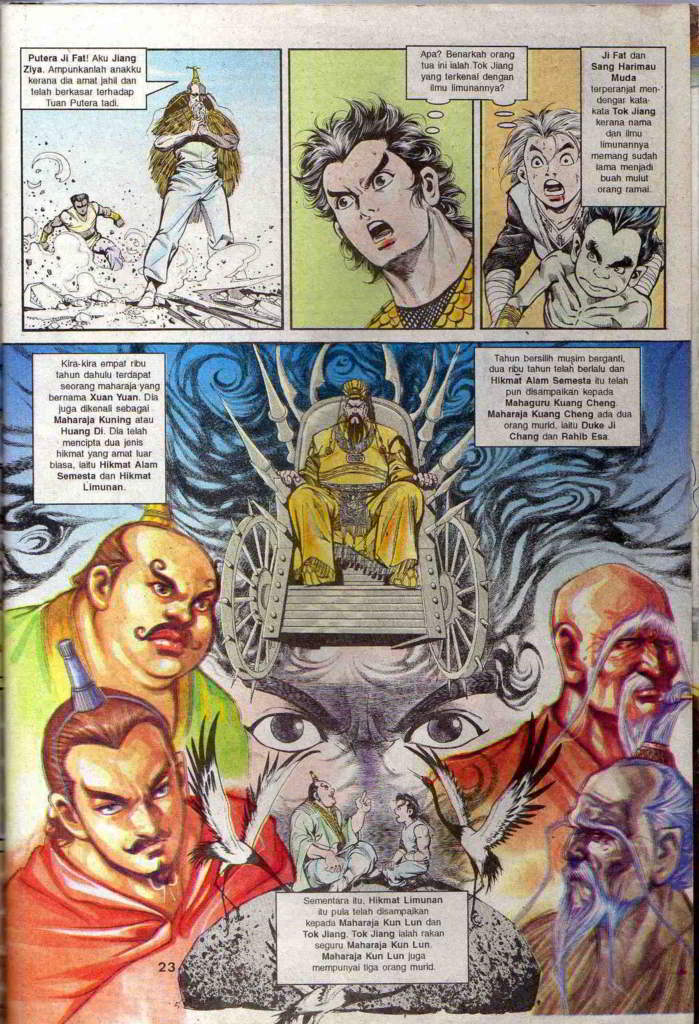 Putera Ji Fat! Aku Jiang
Ziya. Ampunkanlah anakku
kerana dia amat jahil dan
telah berkasar terhadap
Tuan Putera tadi.
Apa? Benarkah orang
tua ini ialah Tok Jiang
yang terkenal dengan
ilmu limunannya?
Ji Fat dan
Sang Harimau
Muda
terperanjat men-
dengar kata-
kata Tok Jiang
kerana nama
dan ilmu
limunannya
memang sudah
lama menjadi
buah mulut
orang ramai.
Kira-kira empat ribu
tahun dahulu terdapat
seorang maharaja yang
bernama Xuan Yuan. Dia
juga dikenali sebagai
Maharaja Kuning atau
Huang Di. Dia telah
mencipta dua jenis
hikmat yang amat luar
biasa, iaitu Hikmat Alam
Semesta dan Hikmat
Limunan.
Tahun bersilih musim berganti,
dua ribu tahun telah berlalu dan
Hikmat Alam Semesta itu telah
pun disampaikan kepada
Mahaguru Kuang Cheng.
Maharaja Kuang Cheng ada dua
orang murid, iaitu Duke Ji
Chang dan Rahib Esa.
Sementara itu, Hikmat Limunan
itu pula telah disampaikan
kepada Maharaja Kun Lun dan
Tok Jiang. Tok Jiang ialah rakan
seguru Maharaja Kun Lun.
Maharaja Kun Lun juga
mempunyai tiga orang murid.
23